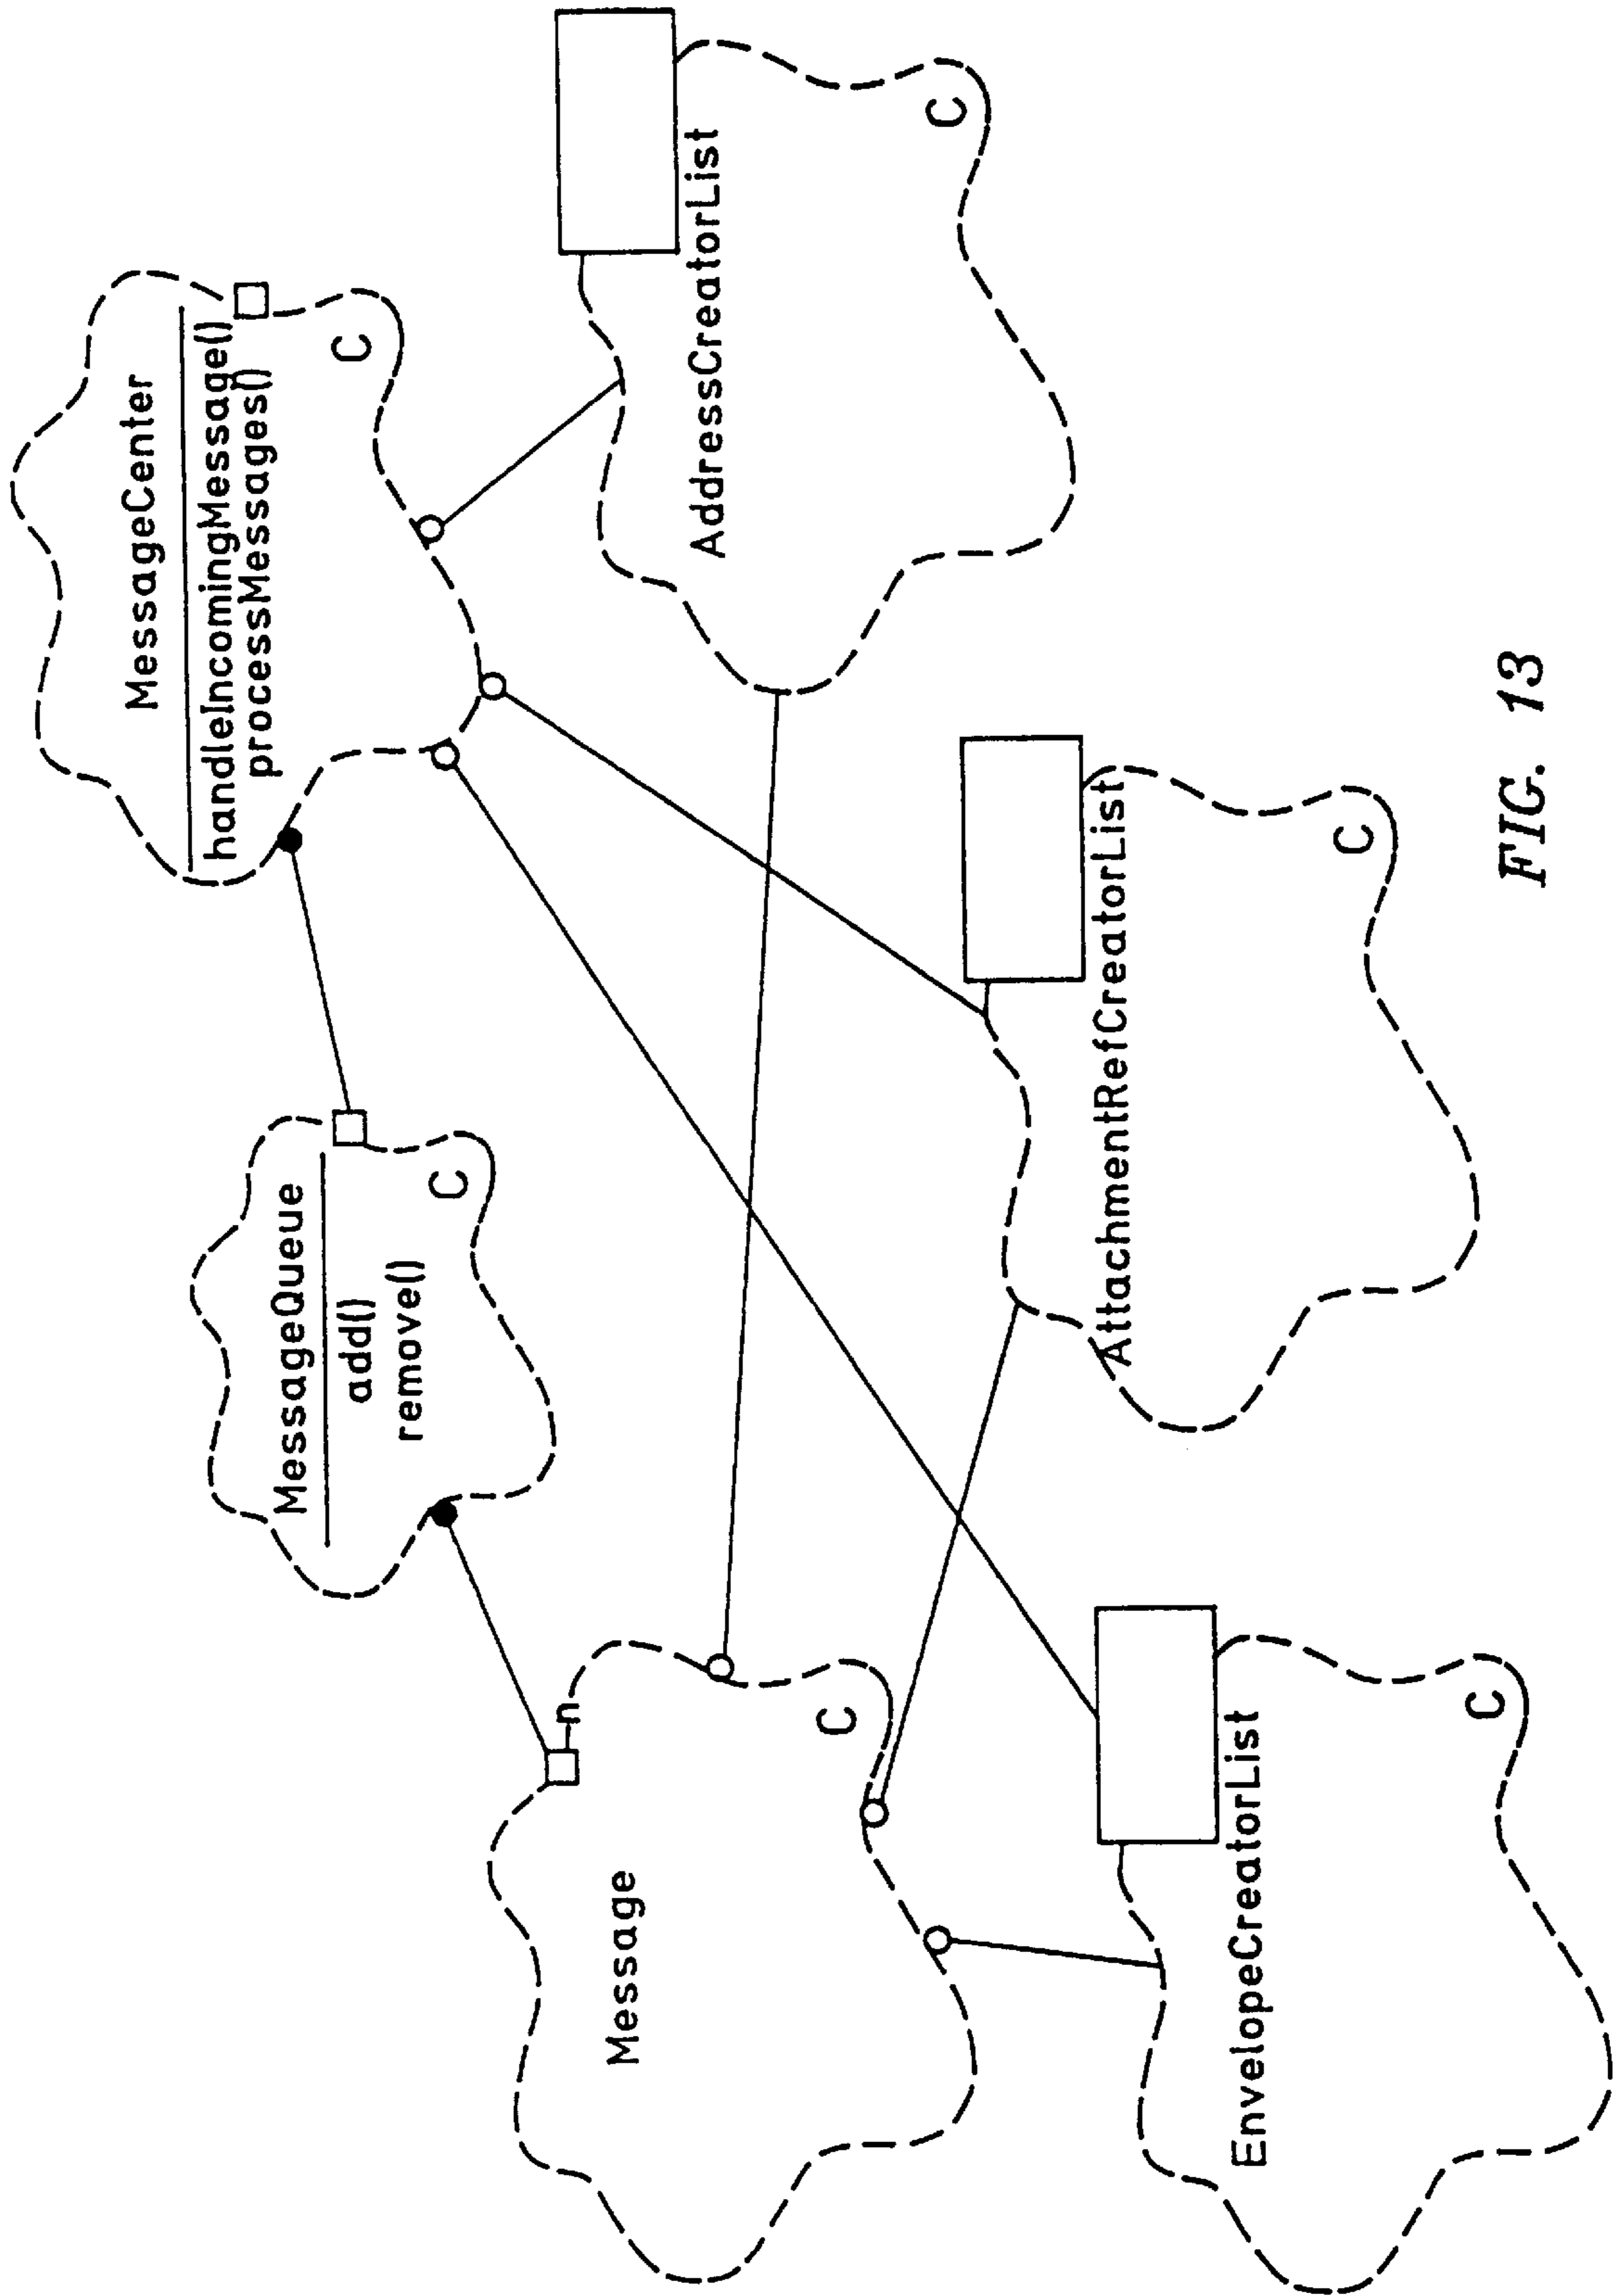 MessageCenter
handleIncomingMessage()
processMessages()
C
MessageQueue
add()
remove()
C
Message
n
C
AddressCreatorList
C
AttachmentRefCreatorList
C
EnvelopeCreatorList
C
FIG. 13